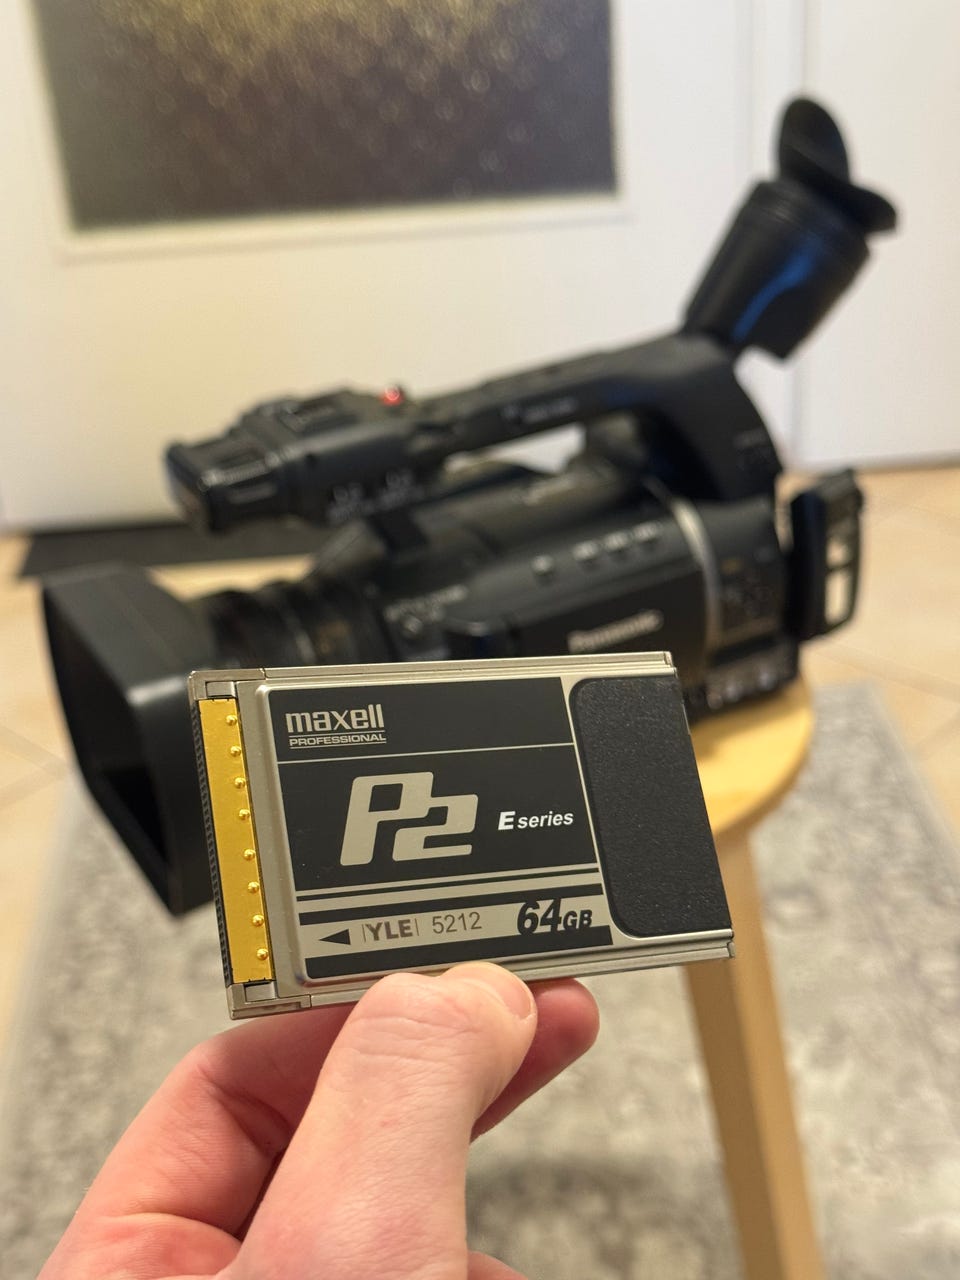 Panasonic
maxell
PROFESSIONAL
P2
E series
YLE 5212
64GB